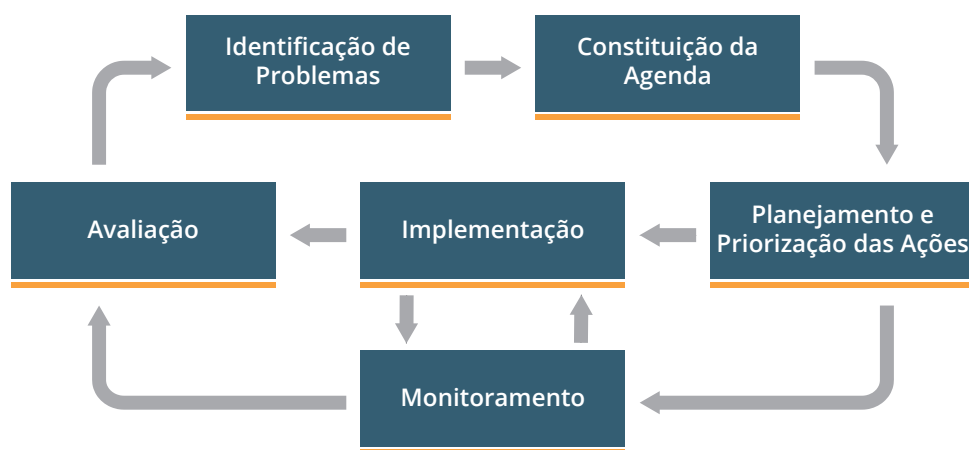 Identificação de
Problemas
Constituição da
Agenda
Avaliação
Implementação
Planejamento e
Priorização das Ações
Monitoramento